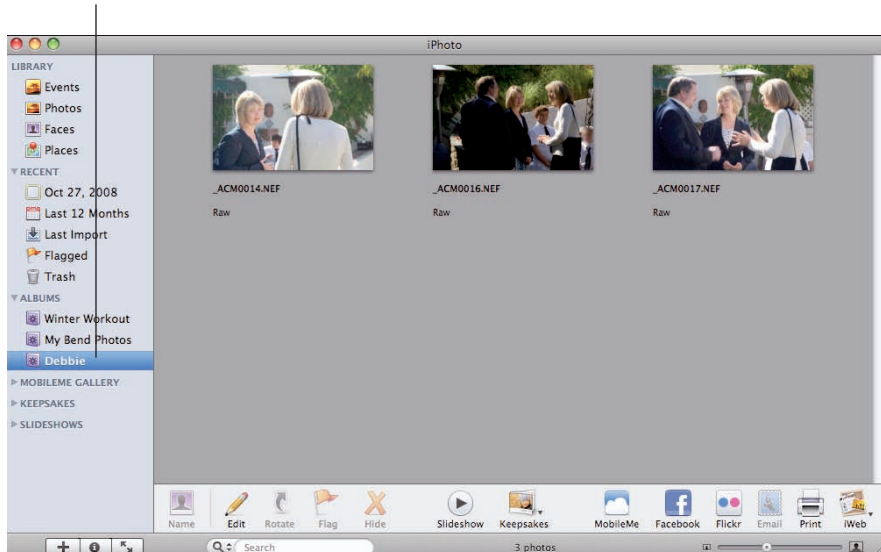 iPhoto
LIBRARY
Events
Photos
Faces
Places
RECENT
Oct 27, 2008
Last 12 Months
Last Import
Flagged
Trash
ALBUMS
Winter Workout
My Bend Photos
Debbie
MOBILEME GALLERY
KEEPSAKES
SLIDESHOWS
_ACM0014.NEF
Raw
_ACM0016.NEF
Raw
_ACM0017.NEF
Raw
Name Edit Rotate Flag Hide Slideshow Keepsakes MobileMe Facebook Flickr Email Print iWeb
Search
3 photos